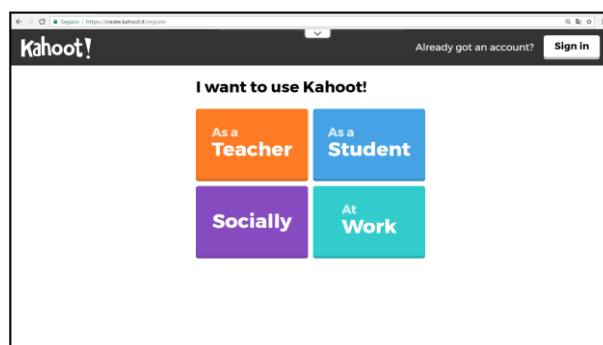 Seguro | https://create.kahoot.it/register
Kahoot!
Already got an account?
Sign in
I want to use Kahoot!
As a
Teacher
As a
Student
Socially
At
Work